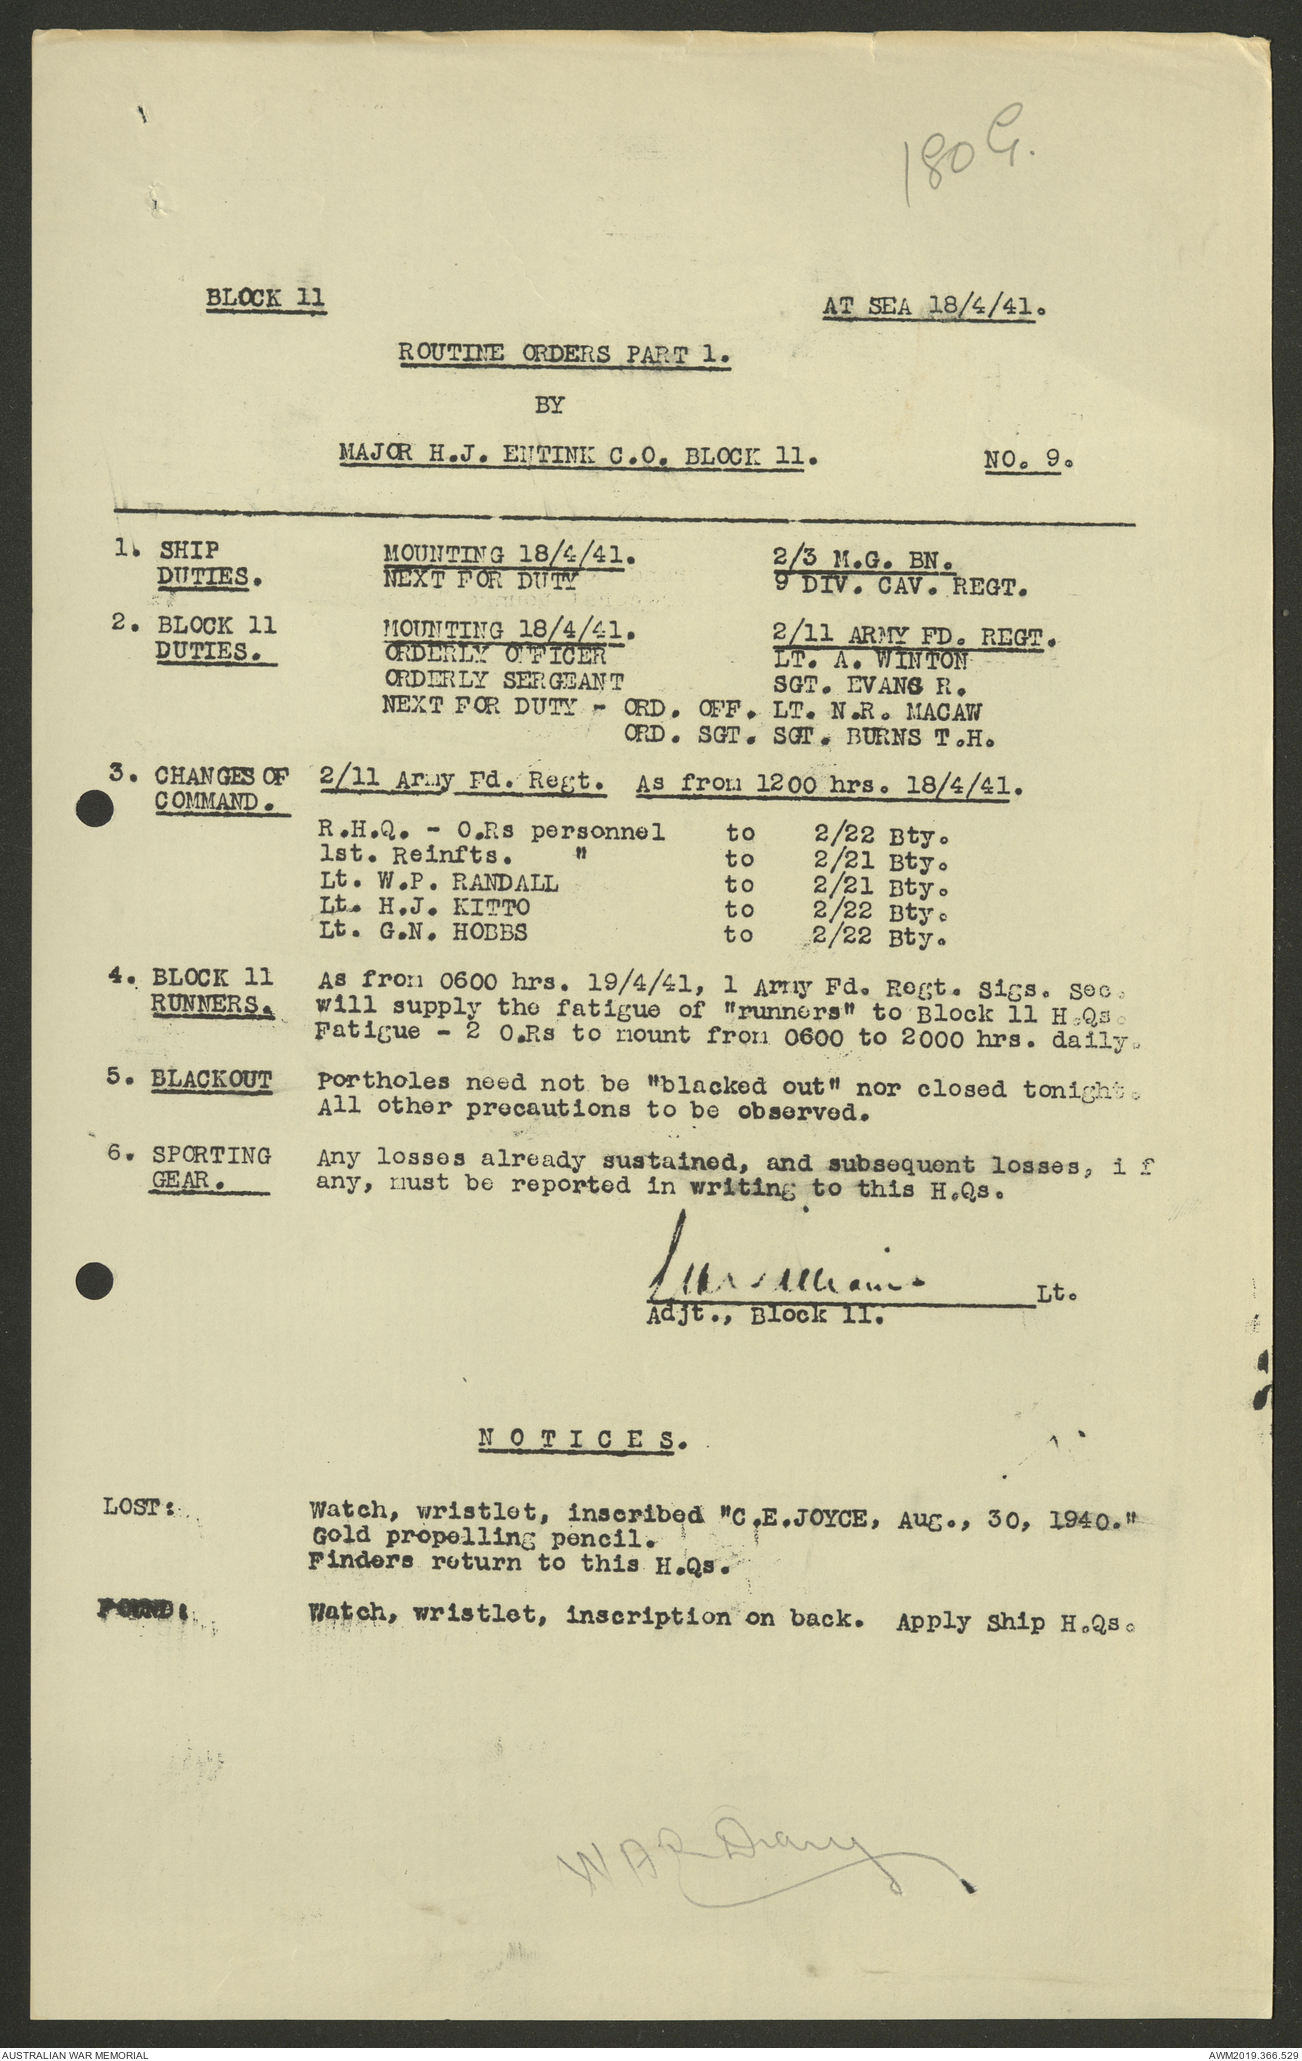 180 G.
BLOCK 11 AT SEA 18/4/41.
ROUTINE ORDERS PART 1.
BY
MAJOR H.J. ENTINK C.O. BLOCK 11. NO. 9.
1. SHIP MOUNTING 18/4/41. 2/3 M.G. BN.
DUTIES. NEXT FOR DUTY 9 DIV. CAV. REGT.
2. BLOCK 11 MOUNTING 18/4/41. 2/11 ARMY FD. REGT.
DUTIES. ORDERLY OFFICER LT. A. WINTON
ORDERLY SERGEANT SGT. EVANS R.
NEXT FOR DUTY - ORD. OFF. LT. N.R. MACAW
ORD. SGT. SGT. BURNS T.H.
3. CHANGES OF 2/11 Army Fd. Regt. As from 1200 hrs. 18/4/41.
COMMAND.
R.H.Q. - O.Rs personnel to 2/22 Bty.
1st. Reinfts. " to 2/21 Bty.
Lt. W.P. RANDALL to 2/21 Bty.
Lt. H.J. KITTO to 2/22 Bty.
Lt. G.N. HOBBS to 2/22 Bty.
4. BLOCK 11 As from 0600 hrs. 19/4/41, 1 Army Fd. Regt. Sigs. Sec.
RUNNERS. will supply the fatigue of "runners" to Block 11 H.Qs.
Fatigue - 2 O.Rs to mount from 0600 to 2000 hrs. daily.
5. BLACKOUT Portholes need not be "blacked out" nor closed tonight.
All other precautions to be observed.
6. SPORTING Any losses already sustained, and subsequent losses, i f
GEAR. any, must be reported in writing to this H.Qs.
Lt.
Adjt., Block 11.
N O T I C E S.
LOST: Watch, wristlet, inscribed "C.E.JOYCE, Aug., 30, 1940."
Gold propelling pencil.
Finders return to this H.Qs.
FOUND: Watch, wristlet, inscription on back. Apply Ship H.Qs.
WAR Diary
AUSTRALIAN WAR MEMORIAL AWM2019.366.529